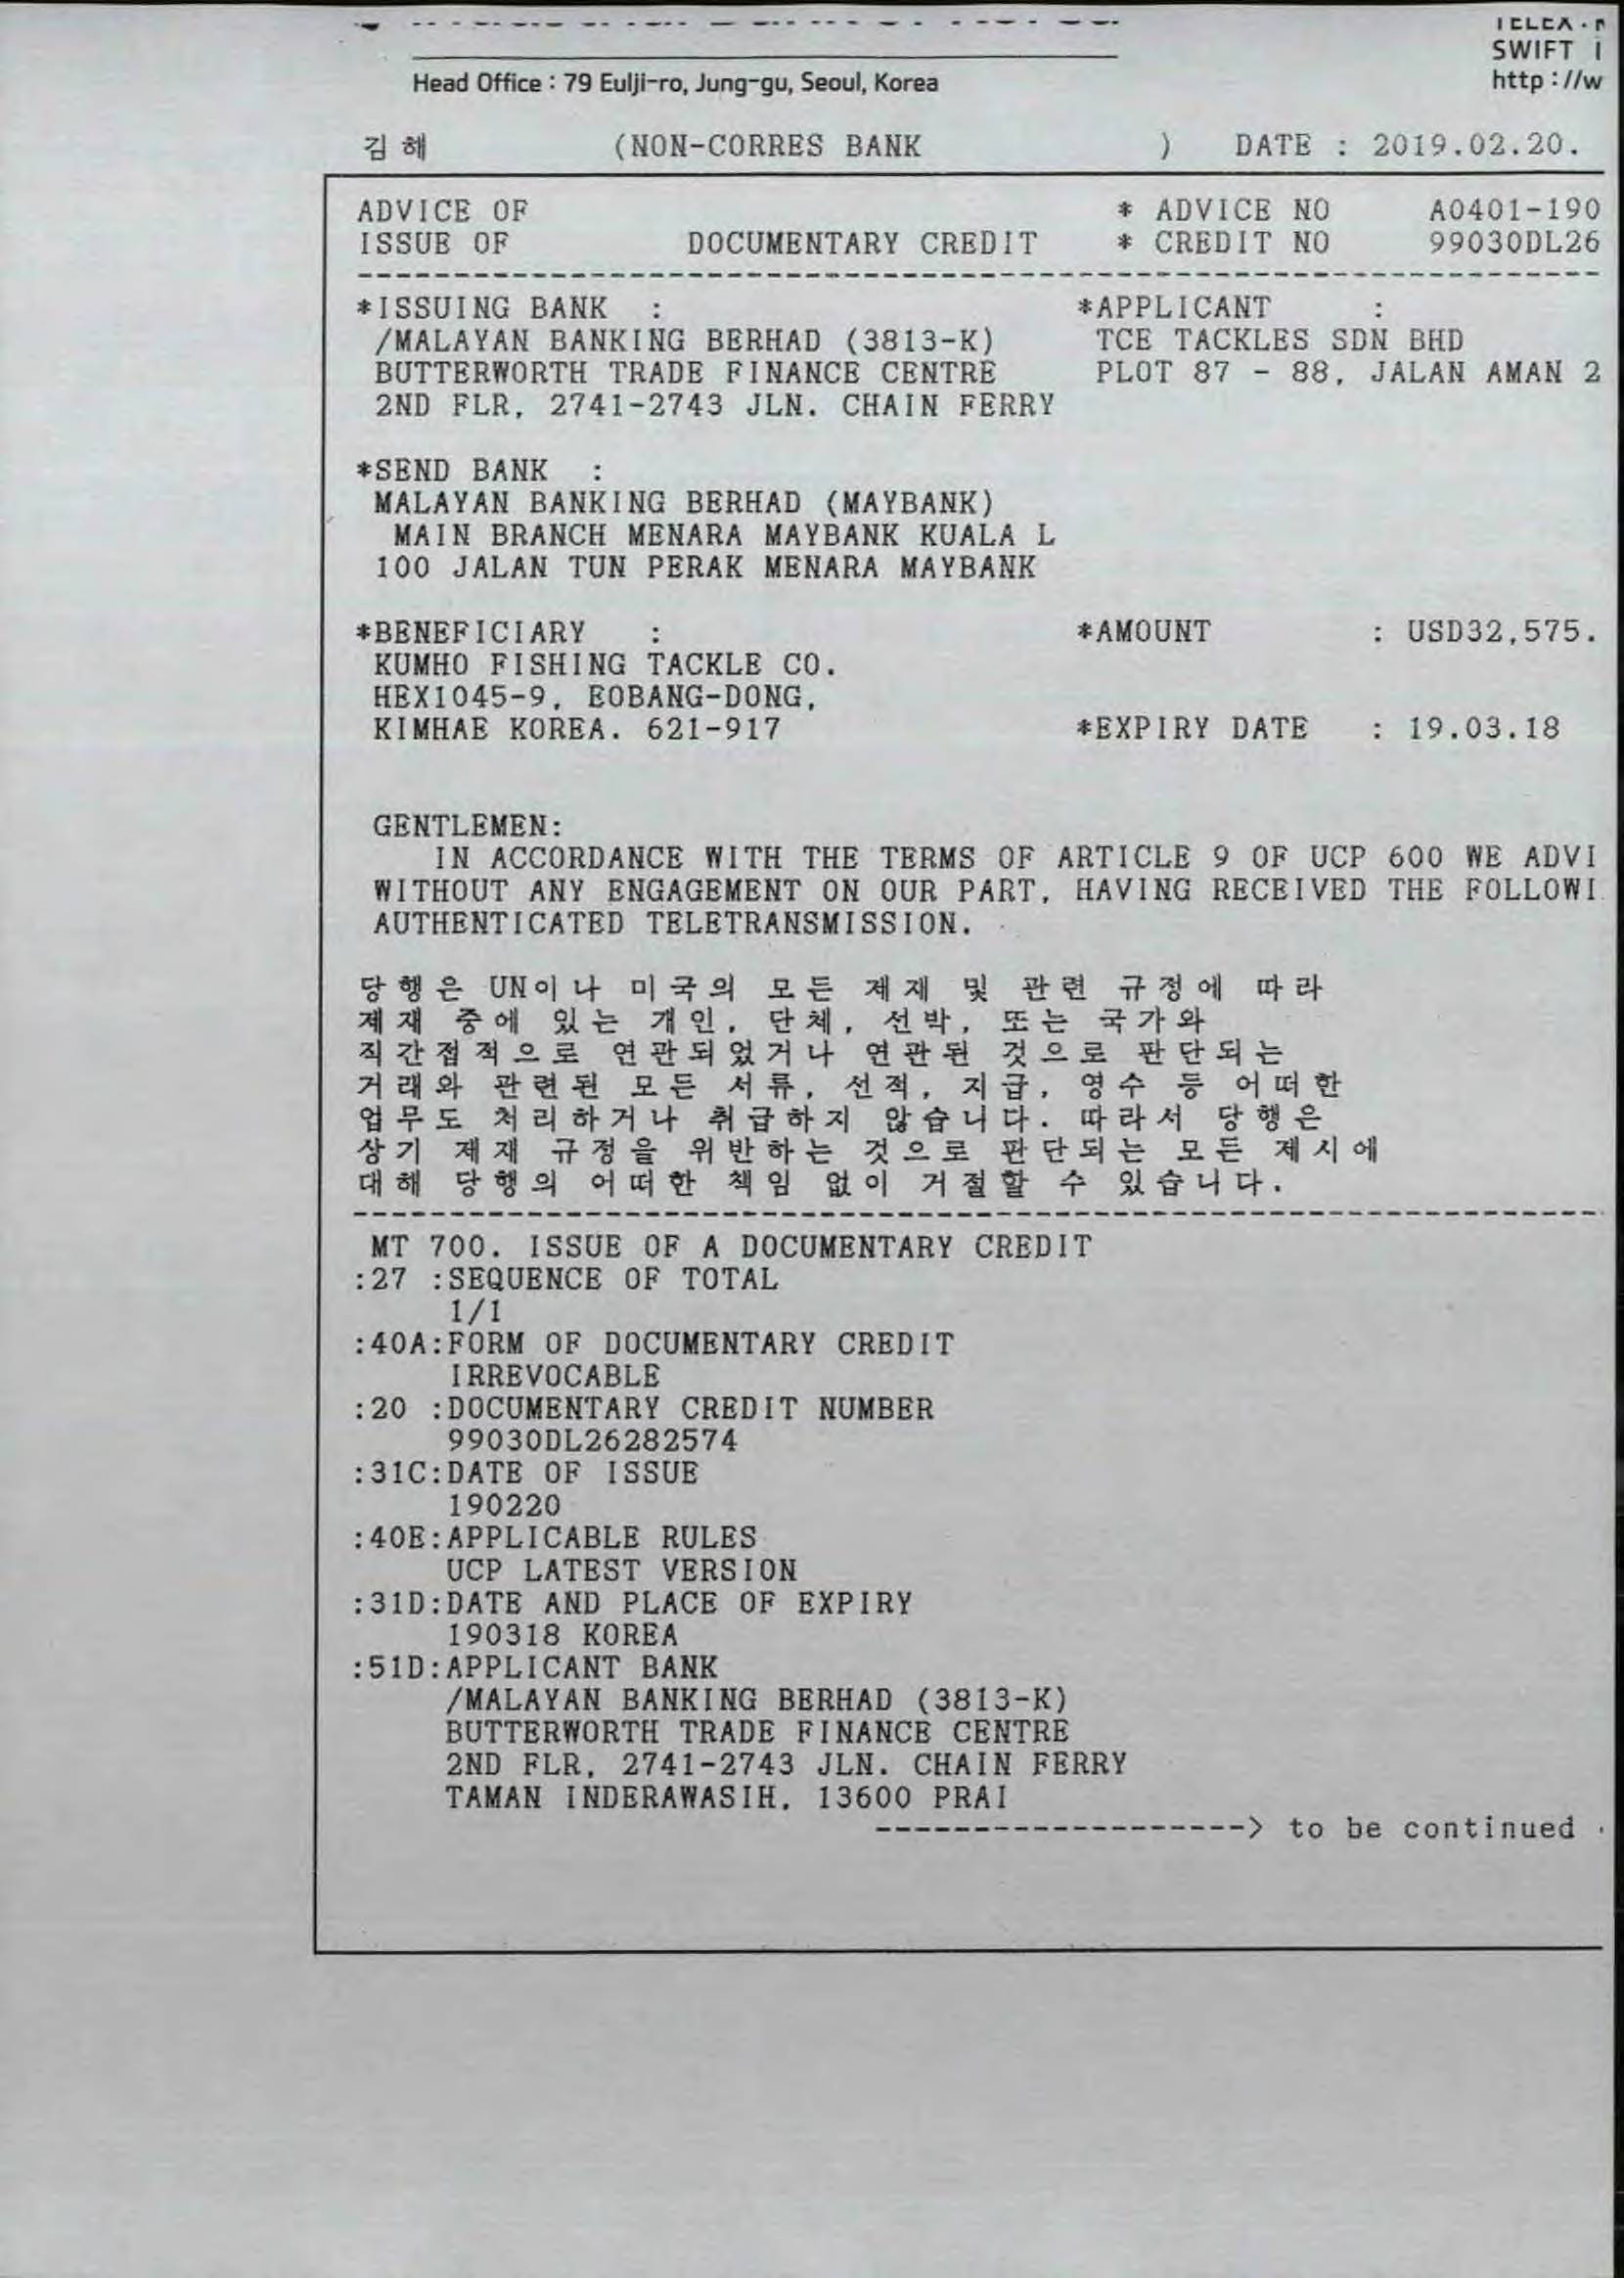 SWIFT
Head Office : 79 Eulji-ro, Jung-gu, Seoul, Korea
http://w
김해 (NON-CORRES BANK ) DATE : 2019.02.20.
ADVICE OF * ADVICE NO A0401-190
ISSUE OF DOCUMENTARY CREDIT * CREDIT NO 99030DL26
*ISSUING BANK : *APPLICANT :
/MALAYAN BANKING BERHAD (3813-K) TCE TACKLES SDN BHD
BUTTERWORTH TRADE FINANCE CENTRE PLOT 87 - 88, JALAN AMAN 2
2ND FLR, 2741-2743 JLN. CHAIN FERRY
*SEND BANK :
MALAYAN BANKING BERHAD (MAYBANK)
MAIN BRANCH MENARA MAYBANK KUALA L
100 JALAN TUN PERAK MENARA MAYBANK
*BENEFICIARY : *AMOUNT : USD32,575.
KUMHO FISHING TACKLE CO.
HEX1045-9, EOBANG-DONG,
KIMHAE KOREA. 621-917 *EXPIRY DATE : 19.03.18
GENTLEMEN:
IN ACCORDANCE WITH THE TERMS OF ARTICLE 9 OF UCP 600 WE ADVI
WITHOUT ANY ENGAGEMENT ON OUR PART, HAVING RECEIVED THE FOLLOWI
AUTHENTICATED TELETRANSMISSION.
당행은 UN이나 미국의 모든 제재 및 관련 규정에 따라
제재 중에 있는 개인, 단체, 선박, 또는 국가와
직간접적으로 연관되었거나 연관된 것으로 판단되는
거래와 관련된 모든 서류, 선적, 지급, 영수 등 어떠한
업무도 처리하거나 취급하지 않습니다. 따라서 당행은
상기 제재 규정을 위반하는 것으로 판단되는 모든 제시에
대해 당행의 어떠한 책임 없이 거절할 수 있습니다.
MT 700. ISSUE OF A DOCUMENTARY CREDIT
:27 :SEQUENCE OF TOTAL
1/1
:40A:FORM OF DOCUMENTARY CREDIT
IRREVOCABLE
:20 :DOCUMENTARY CREDIT NUMBER
99030DL26282574
:31C:DATE OF ISSUE
190220
:40E:APPLICABLE RULES
UCP LATEST VERSION
:31D:DATE AND PLACE OF EXPIRY
190318 KOREA
:51D:APPLICANT BANK
/MALAYAN BANKING BERHAD (3813-K)
BUTTERWORTH TRADE FINANCE CENTRE
2ND FLR, 2741-2743 JLN. CHAIN FERRY
TAMAN INDERAWASIH, 13600 PRAI
-------------------> to be continued